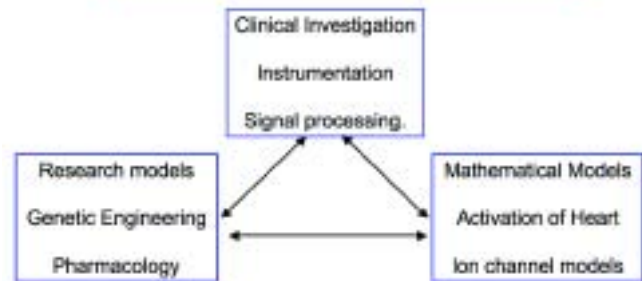 Clinical Investigation
Instrumentation
Signal processing.
Research models
Genetic Engineering
Pharmacology
Mathematical Models
Activation of Heart
Ion channel models